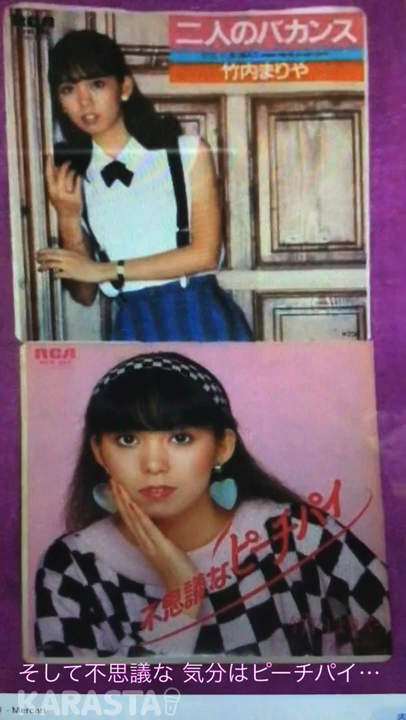 RCA
二人のバカンス
竹内まりや
RCA
不思議なピーチパイ
そして不思議な 気分はピーチパイ…
KARASTA
- Mercari